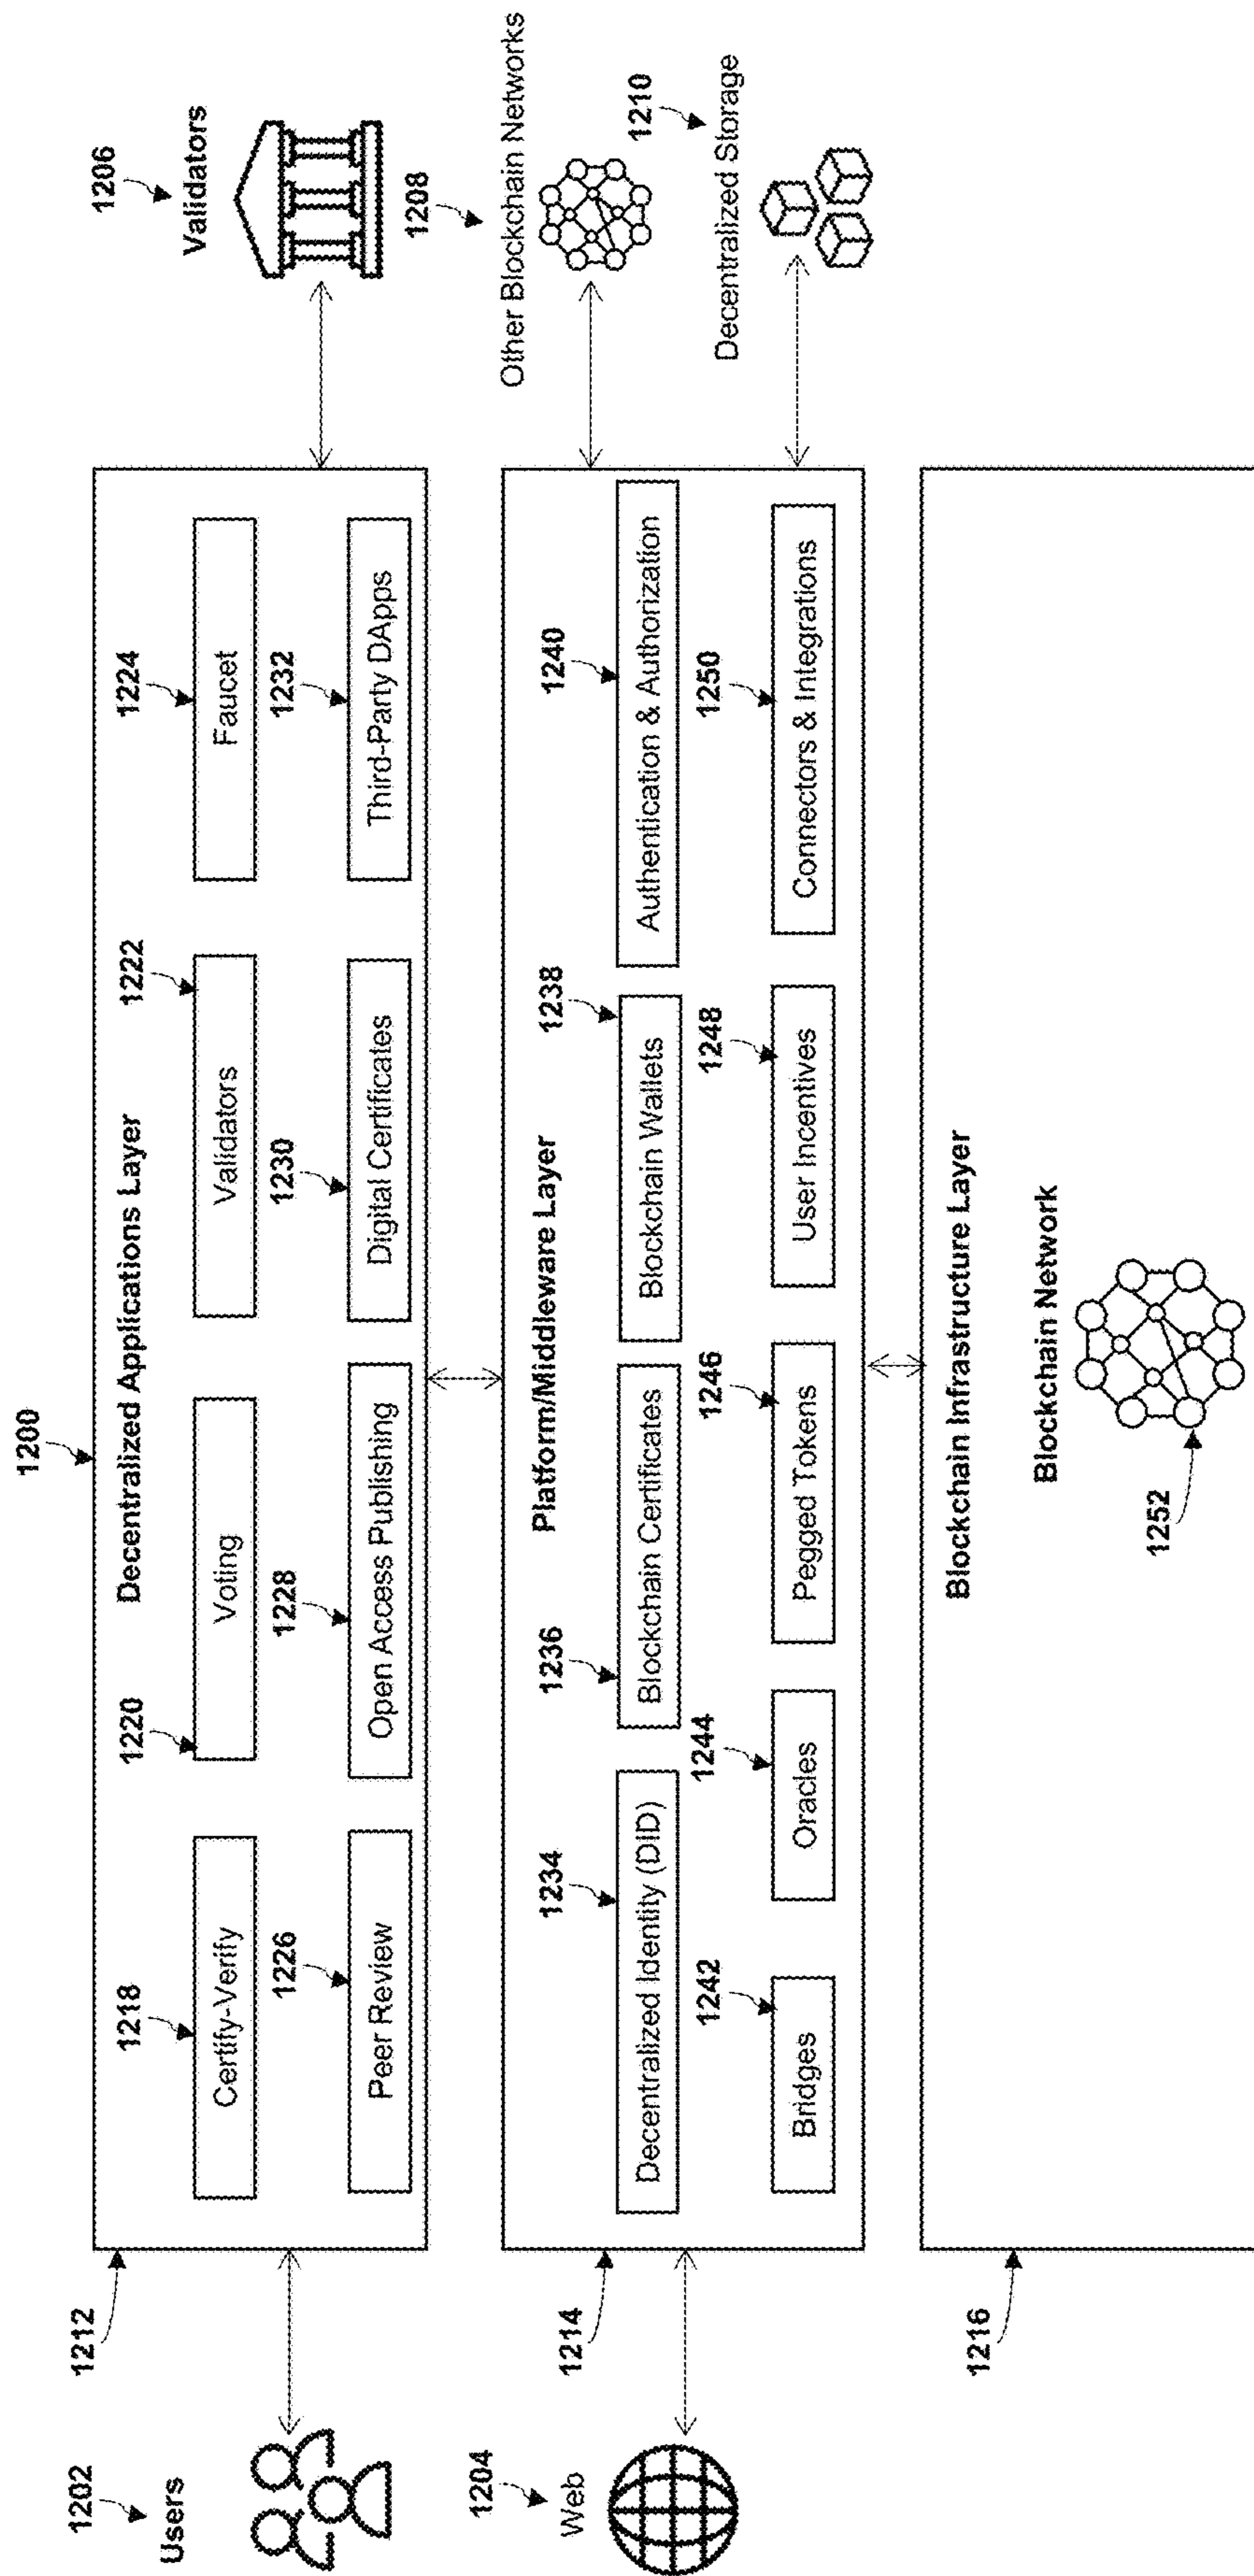 1200
1202
Users
1212
Decentralized Applications Layer
1206
Validators
1218
Certify-Verify
1220
Voting
1222
Validators
1224
Faucet
1226
Peer Review
1228
Open Access Publishing
1230
Digital Certificates
1232
Third-Party DApps
1204
Web
1214
Platform/Middleware Layer
1208
Other Blockchain Networks
1210
Decentralized Storage
1234
Decentralized Identity (DID)
1236
Blockchain Certificates
1238
Blockchain Wallets
1240
Authentication & Authorization
1242
Bridges
1244
Oracles
1246
Pegged Tokens
1248
User Incentives
1250
Connectors & Integrations
1216
Blockchain Infrastructure Layer
Blockchain Network
1252